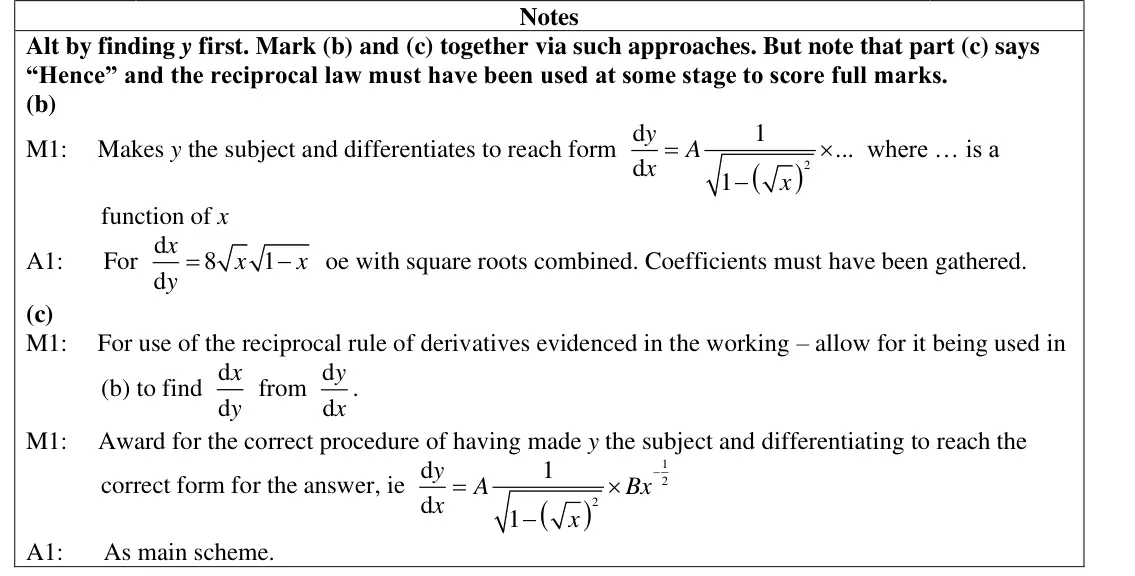 Notes
Alt by finding y first. Mark (b) and (c) together via such approaches. But note that part (c) says
“Hence” and the reciprocal law must have been used at some stage to score full marks.
(b)
M1: Makes y the subject and differentiates to reach form dy/dx = A 1/√(1−(√x)²) ×... where … is a
function of x
A1: For dx/dy = 8√x√(1−x) oe with square roots combined. Coefficients must have been gathered.
(c)
M1: For use of the reciprocal rule of derivatives evidenced in the working – allow for it being used in
(b) to find dx/dy from dy/dx.
M1: Award for the correct procedure of having made y the subject and differentiating to reach the
correct form for the answer, ie dy/dx = A 1/√(1−(√x)²) × Bx^(−1/2)
A1: As main scheme.